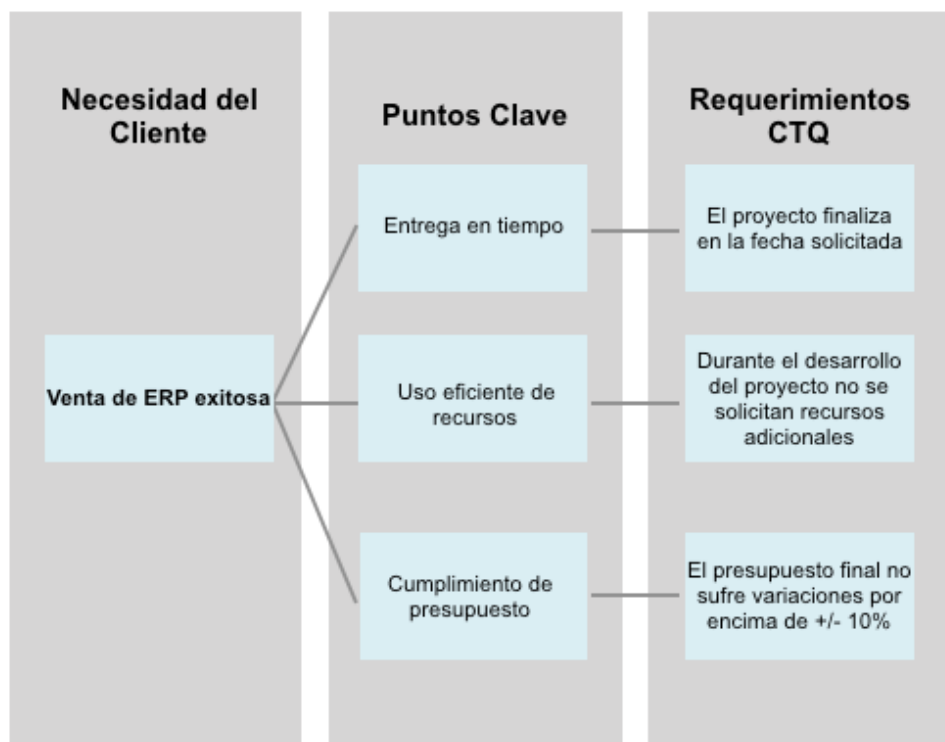 Necesidad del
Cliente
Puntos Clave
Requerimientos
CTQ
Entrega en tiempo
El proyecto finaliza
en la fecha solicitada
Venta de ERP exitosa
Uso eficiente de
recursos
Durante el desarrollo
del proyecto no se
solicitan recursos
adicionales
Cumplimiento de
presupuesto
El presupuesto final no
sufre variaciones por
encima de +/- 10%